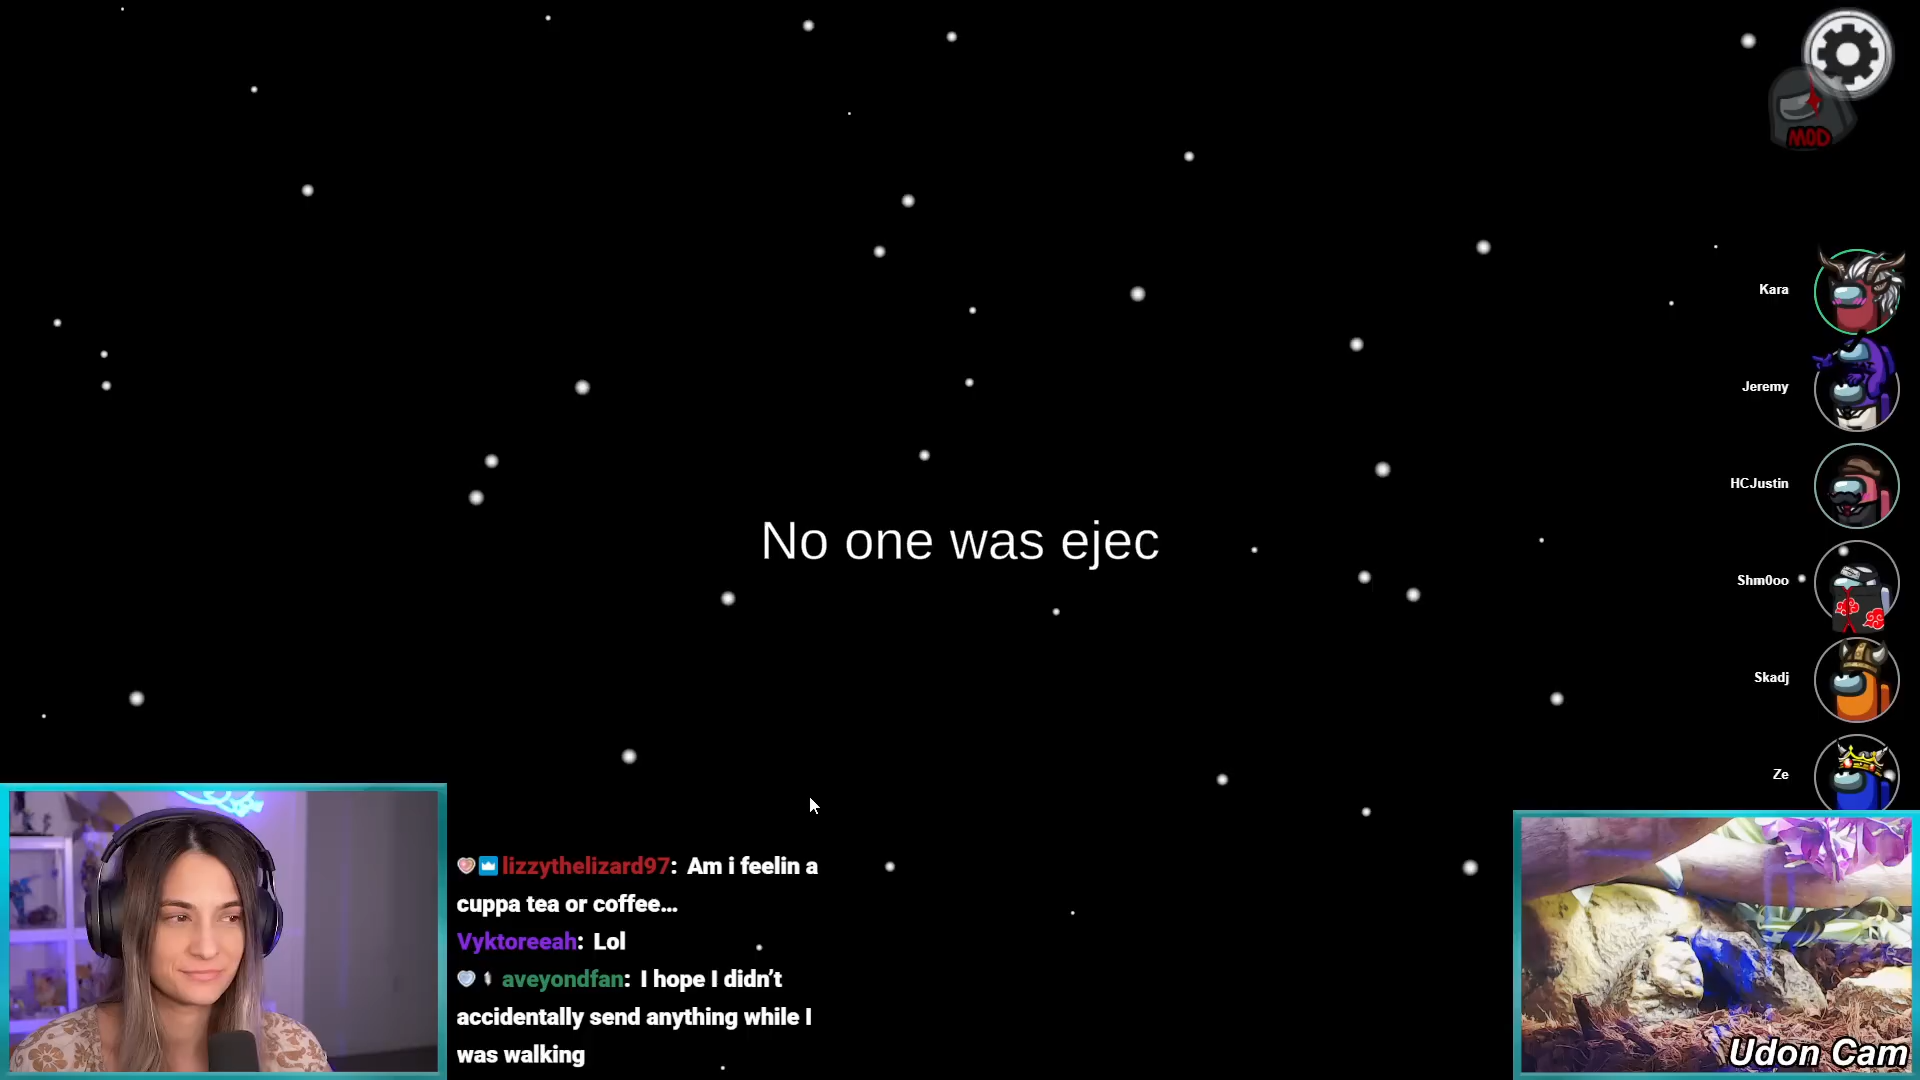 MOD
Kara
Jeremy
HCJustin
No one was ejec
Shm0oo
Skadj
Ze
lizzythelizard97: Am i feelin a
cuppa tea or coffee...
Vyktoreeah: Lol
aveyondfan: I hope I didn't
accidentally send anything while I
was walking
Udon Cam